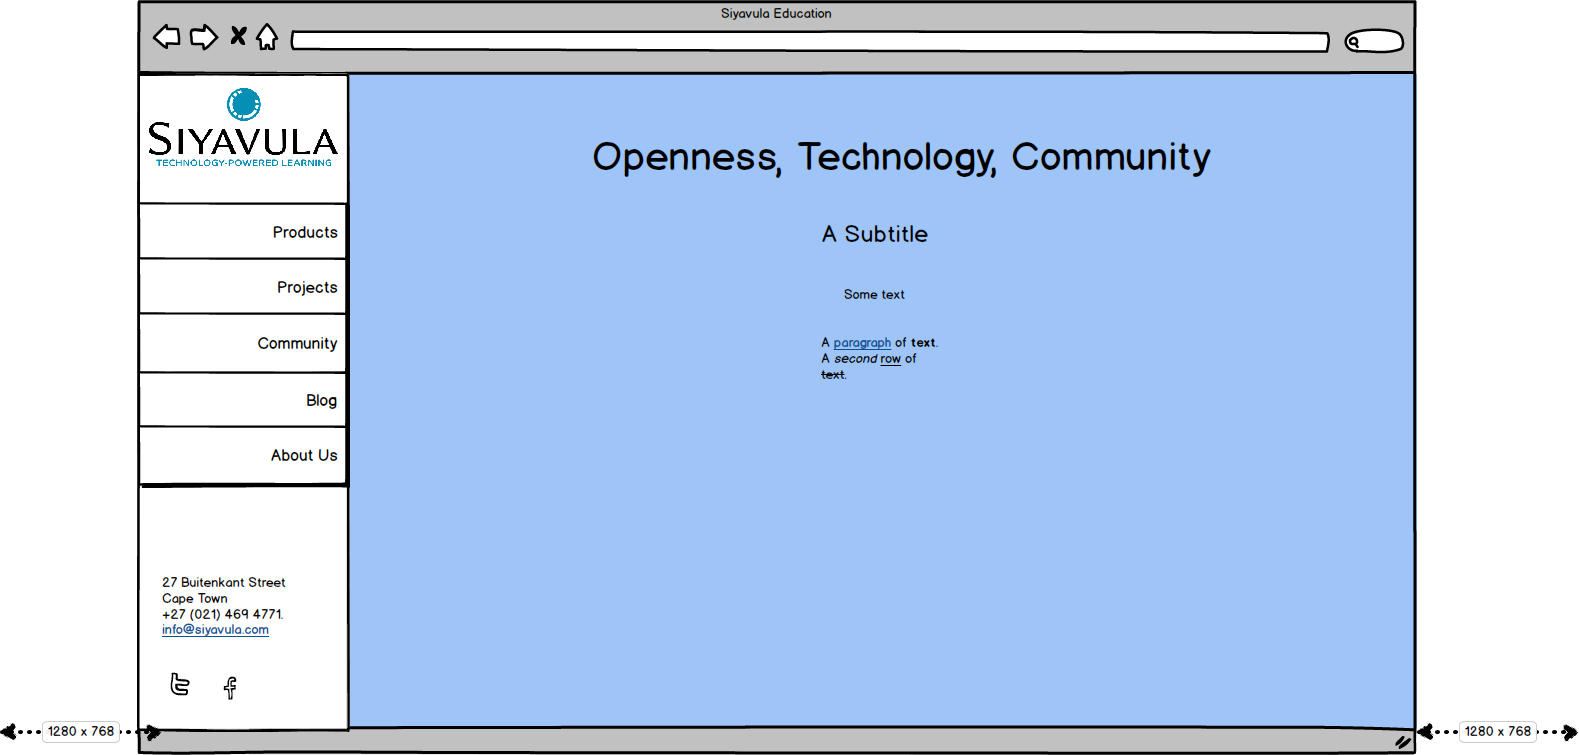 Siyavula Education
SIYAVULA
TECHNOLOGY-POWERED LEARNING
Products
Projects
Community
Blog
About Us
27 Buitenkant Street
Cape Town
+27 (021) 469 4771.
info@siyavula.com
Openness, Technology, Community
A Subtitle
Some text
A paragraph of text.
A second row of
text.
1280 x 768
1280 x 768